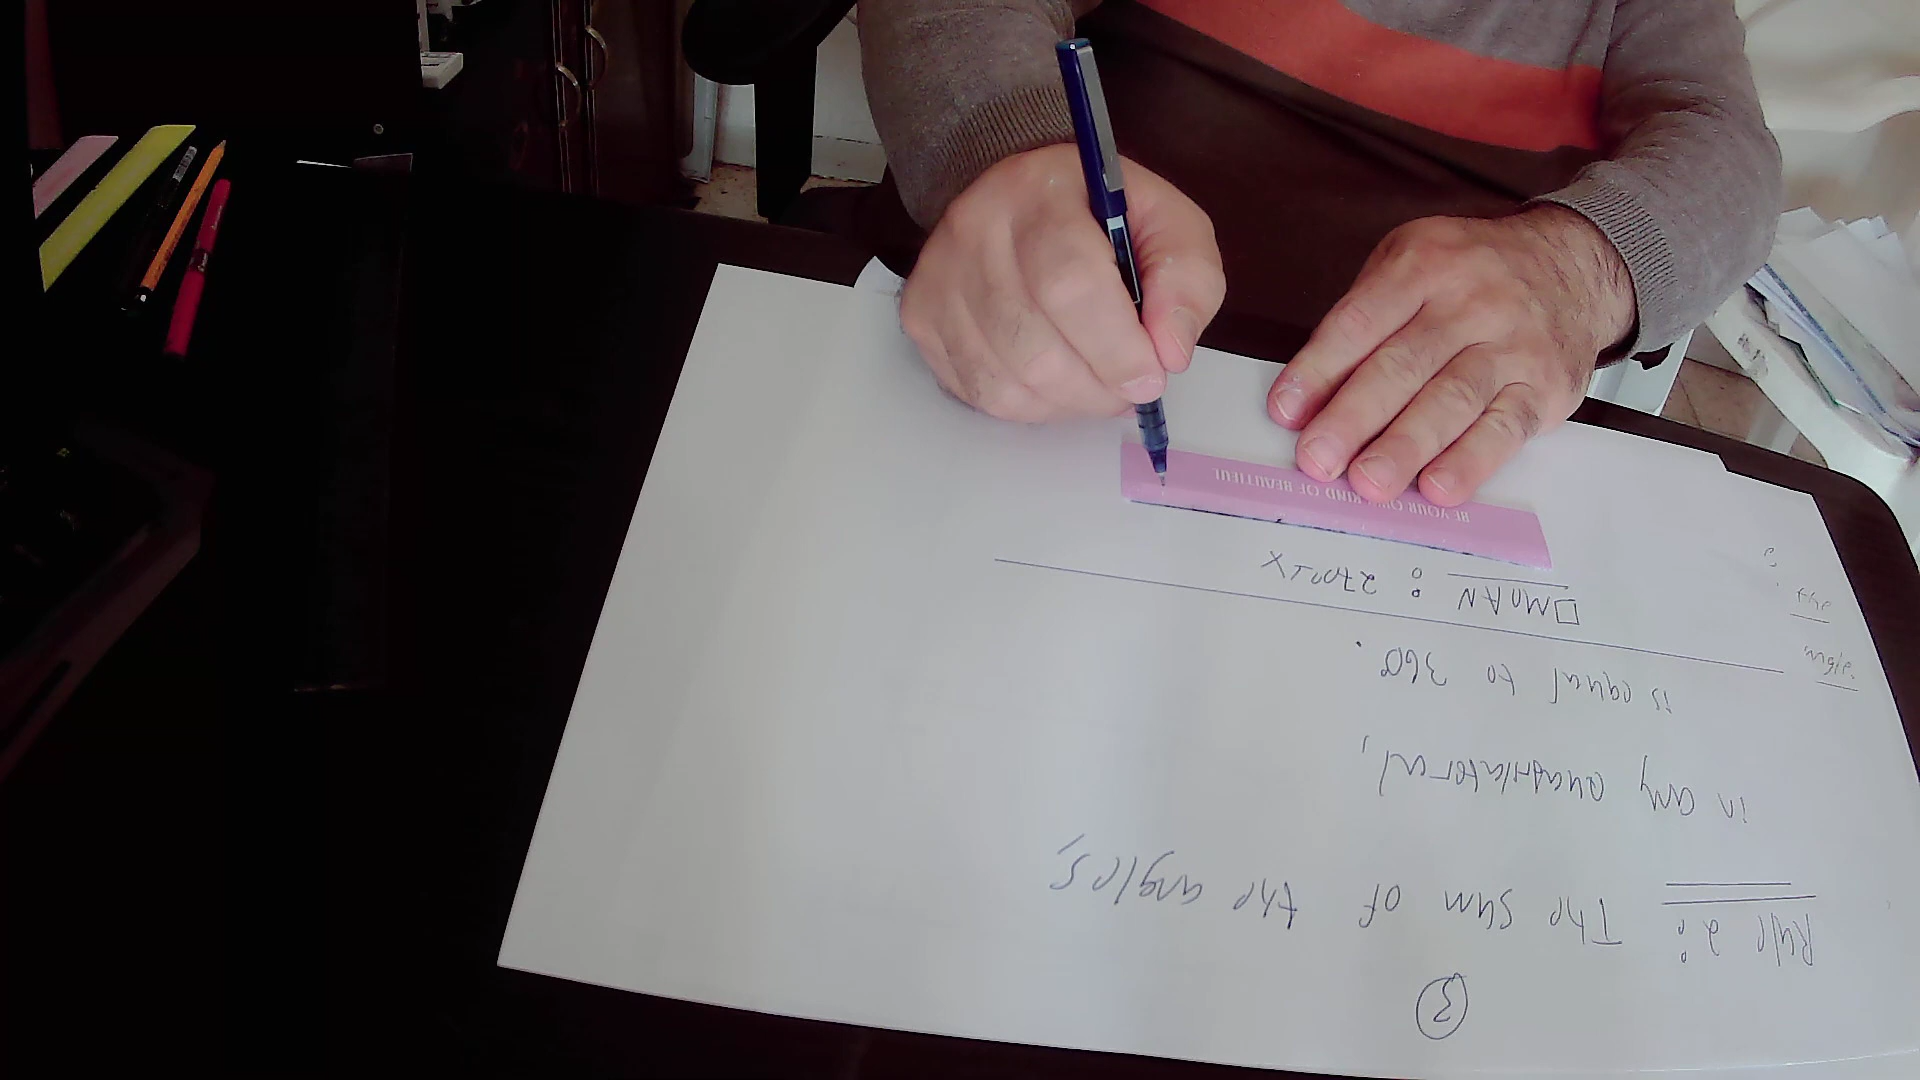 3
Rule 2: The sum of the angles,
in any quadrilateral,
is equal to 360°.
□MOAN : 270°+X
BE YOUR OWN KIND OF BEAUTIFUL